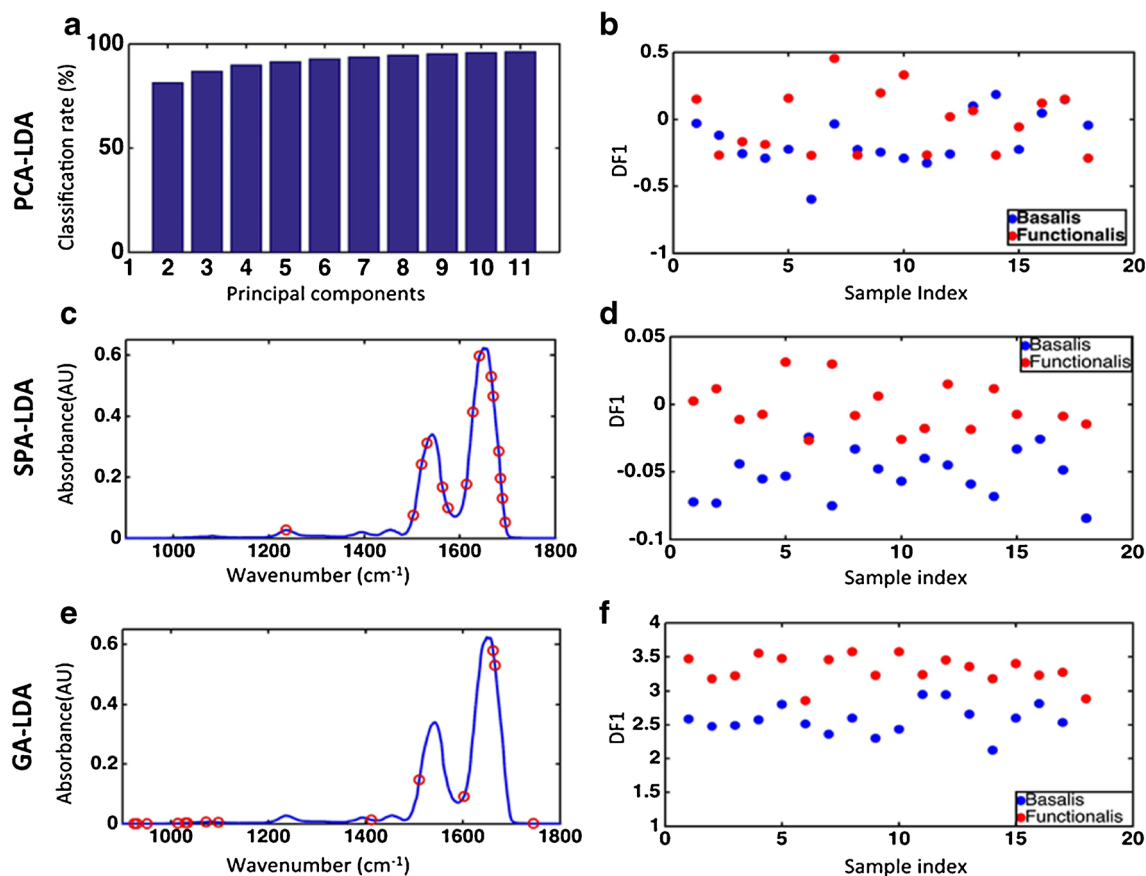 a
PCA-LDA
Classification rate (%)
100
50
0
1 2 3 4 5 6 7 8 9 10 11
Principal components
b
DF1
0.5
0
-0.5
-1
0 5 10 15 20
Sample Index
Basalis
Functionalis
c
SPA-LDA
Absorbance(AU)
0.6
0.4
0.2
0
1000 1200 1400 1600 1800
Wavenumber (cm-1)
d
DF1
0.05
0
-0.05
-0.1
0 5 10 15 20
Sample index
Basalis
Functionalis
e
GA-LDA
Absorbance(AU)
0.6
0.4
0.2
0
1000 1200 1400 1600 1800
Wavenumber (cm-1)
f
DF1
4
3.5
3
2.5
2
1.5
1
0 5 10 15 20
Sample index
Basalis
Functionalis